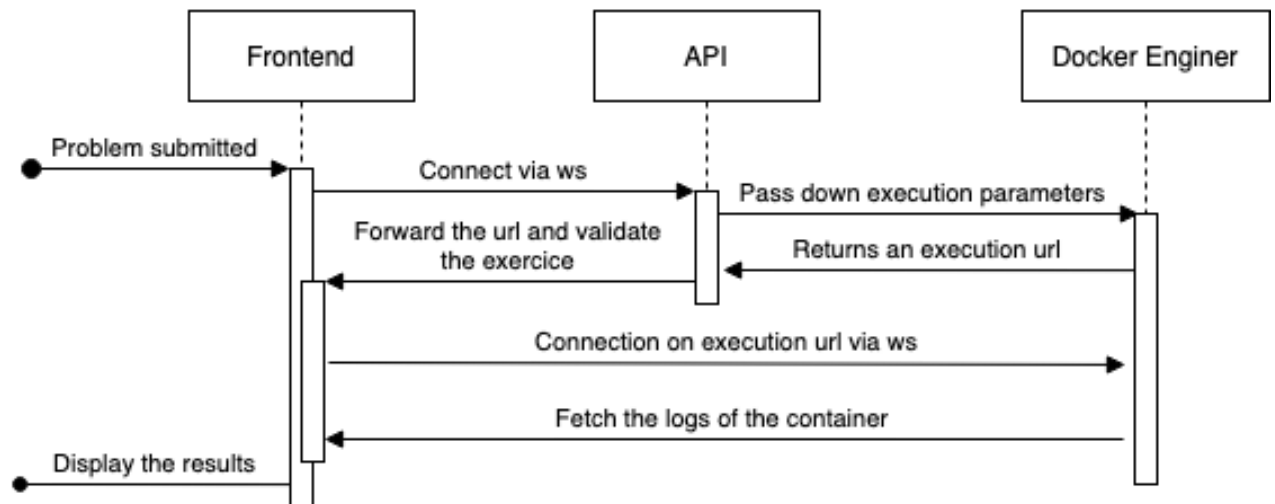 Frontend
API
Docker Enginer
Problem submitted
Connect via ws
Pass down execution parameters
Forward the url and validate
the exercice
Returns an execution url
Connection on execution url via ws
Fetch the logs of the container
Display the results